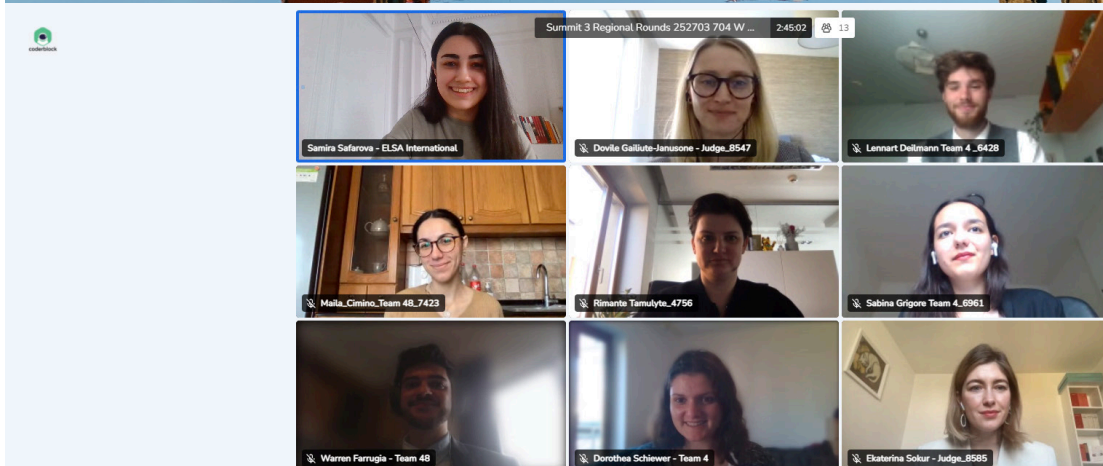 coderblock
Summit 3 Regional Rounds 252703 704 W ...
2:45:02
13
Samira Safarova - ELSA International
Dovile Gailiute-Janusone - Judge_8547
Lennart Deilmann Team 4 _6428
Maila_Cimino_Team 48_7423
Rimante Tamulyte_4756
Sabina Grigore Team 4_6961
Warren Farrugia - Team 48
Dorothea Schiewer - Team 4
Ekaterina Sokur - Judge_8585